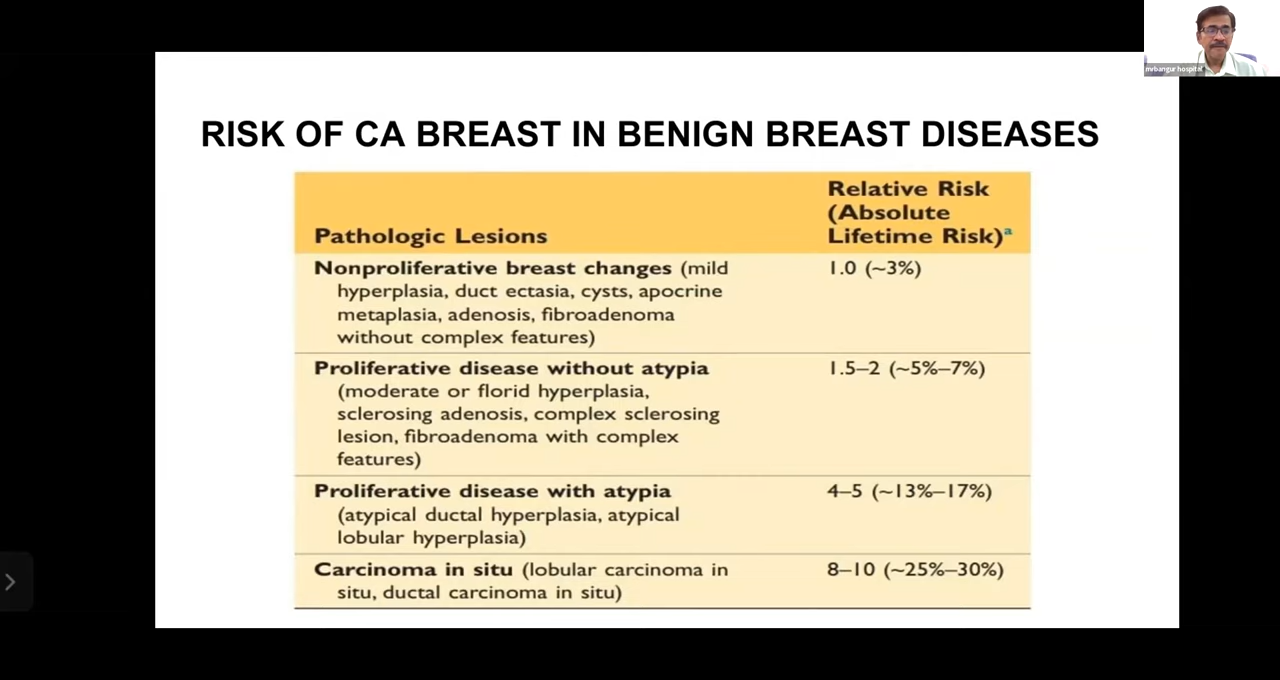 mrbangur hospital
RISK OF CA BREAST IN BENIGN BREAST DISEASES
Pathologic Lesions
Relative Risk
(Absolute
Lifetime Risk)ᵃ
Nonproliferative breast changes (mild
hyperplasia, duct ectasia, cysts, apocrine
metaplasia, adenosis, fibroadenoma
without complex features)
1.0 (~3%)
Proliferative disease without atypia
(moderate or florid hyperplasia,
sclerosing adenosis, complex sclerosing
lesion, fibroadenoma with complex
features)
1.5–2 (~5%–7%)
Proliferative disease with atypia
(atypical ductal hyperplasia, atypical
lobular hyperplasia)
4–5 (~13%–17%)
Carcinoma in situ (lobular carcinoma in
situ, ductal carcinoma in situ)
8–10 (~25%–30%)